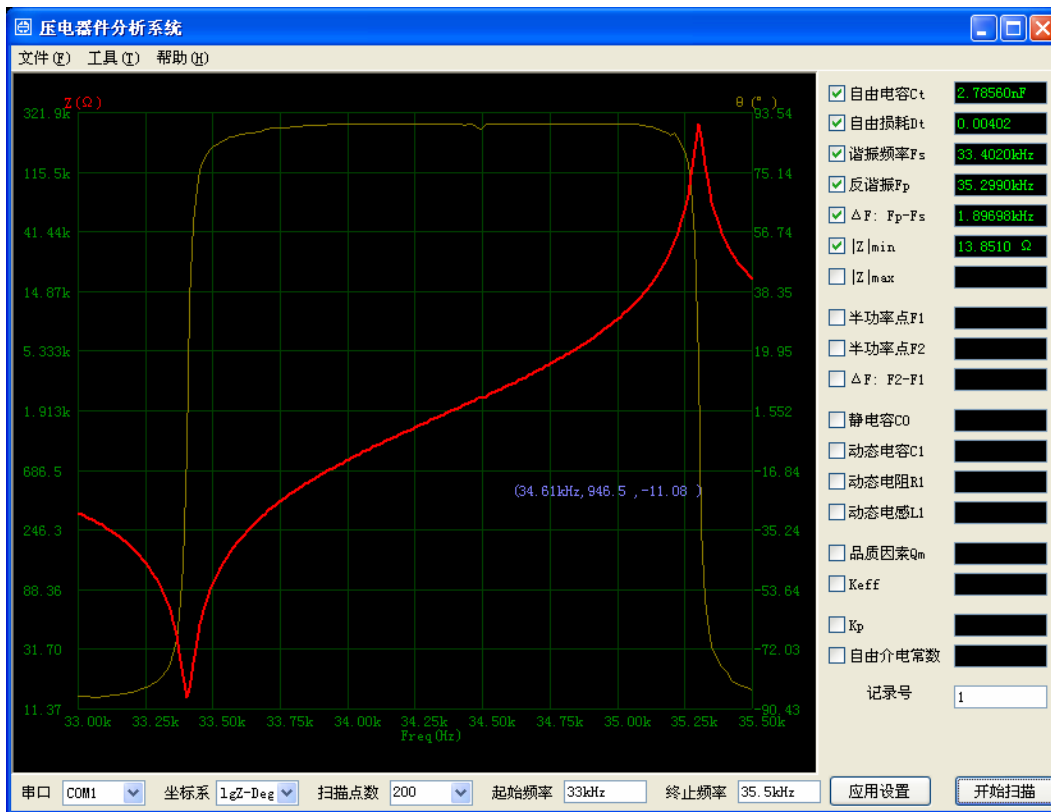 压电器件分析系统
文件(F) 工具(T) 帮助(H)
Z(Ω) θ(°)
321.9k 93.54
115.5k 75.14
41.44k 56.74
14.87k 38.35
5.333k 19.95
1.913k 1.552
686.5 -16.84
(34.61kHz,946.5 ,-11.08 )
246.3 -35.24
88.36 -53.64
31.70 -72.03
11.37 -90.43
33.00k 33.25k 33.50k 33.75k 34.00k 34.25k 34.50k 34.75k 35.00k 35.25k 35.50k
Freq(Hz)
自由电容Ct 2.78560nF
自由损耗Dt 0.00402
谐振频率Fs 33.4020kHz
反谐振Fp 35.2990kHz
ΔF: Fp-Fs 1.89698kHz
|Z|min 13.8510 Ω
|Z|max
半功率点F1
半功率点F2
ΔF: F2-F1
静电容C0
动态电容C1
动态电阻R1
动态电感L1
品质因素Qm
Keff
Kp
自由介电常数
记录号 1
串口 COM1 坐标系 lgZ-Deg 扫描点数 200 起始频率 33kHz 终止频率 35.5kHz 应用设置 开始扫描